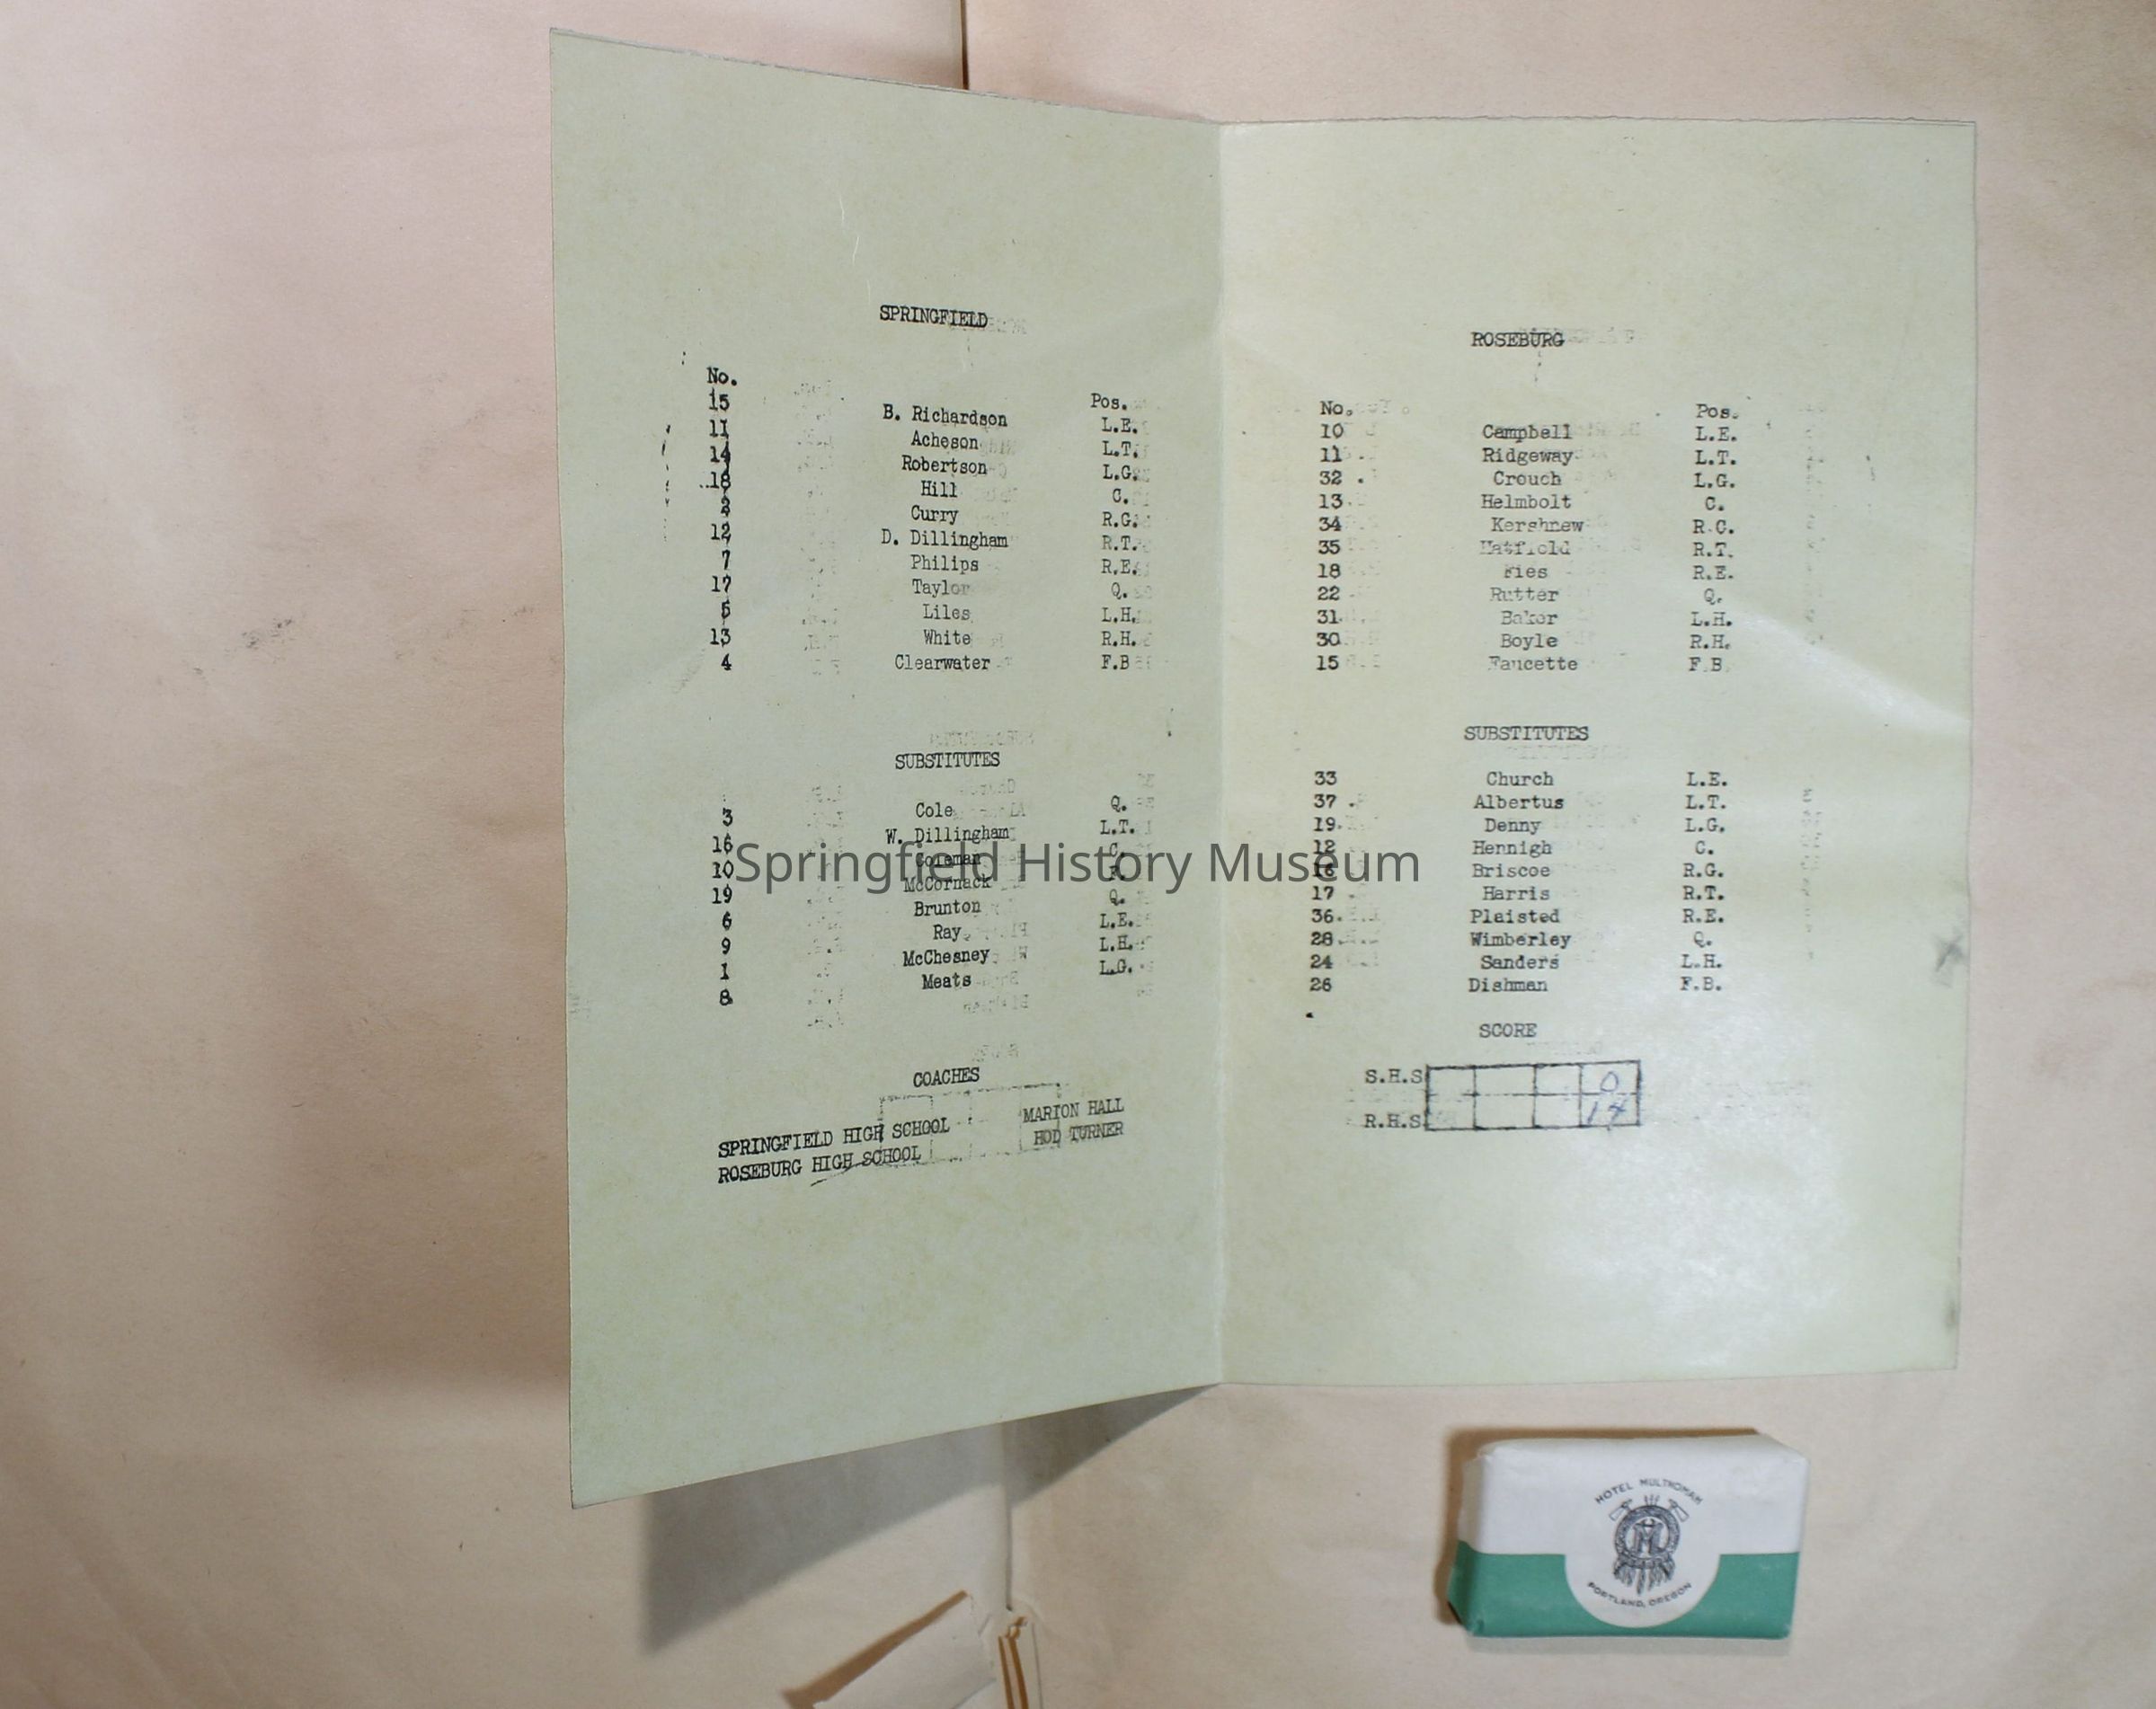 SPRINGFIELD
No. Pos.
15 B. Richardson L.E.
11 Acheson L.T.
14 Robertson L.G.
18 Hill C.
2 Curry R.G.
12 D. Dillingham R.T.
7 Philips R.E.
17 Taylor Q.
5 Liles L.H.
13 White R.H.
4 Clearwater F.B
SUBSTITUTES
3 Cole Q.
16 W. Dillingham L.T.
10 Coleman C.
19 McCornack F.
6 Brunton Q.
9 Ray L.E.
1 McChesney L.H.
8 Meats L.G.
COACHES
SPRINGFIELD HIGH SCHOOL MARION HALL
ROSEBURG HIGH SCHOOL HOD TURNER
ROSEBURG
No. Pos.
10 Campbell L.E.
11 Ridgeway L.T.
32 Crouch L.G.
13 Helmbolt C.
34 Kershnew R.C.
35 Hatfield R.T.
18 Fies R.E.
22 Rutter Q.
31 Baker L.H.
30 Boyle R.H.
15 Faucette F.B
SUBSTITUTES
33 Church L.E.
37 Albertus L.T.
19 Denny L.G.
12 Hennigh C.
16 Briscoe R.G.
17 Harris R.T.
36 Plaisted R.E.
28 Wimberley Q.
24 Sanders L.H.
26 Dishman F.B.
SCORE
S.H.S 0
R.H.S 14
Springfield History Museum
HOTEL MULTNOMAH
M
PORTLAND, OREGON